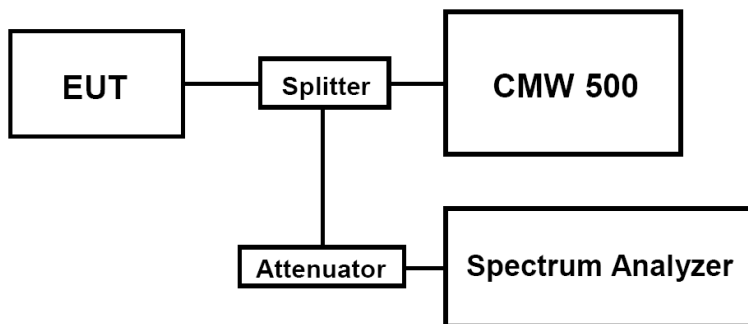 EUT
Splitter
CMW 500
Attenuator
Spectrum Analyzer